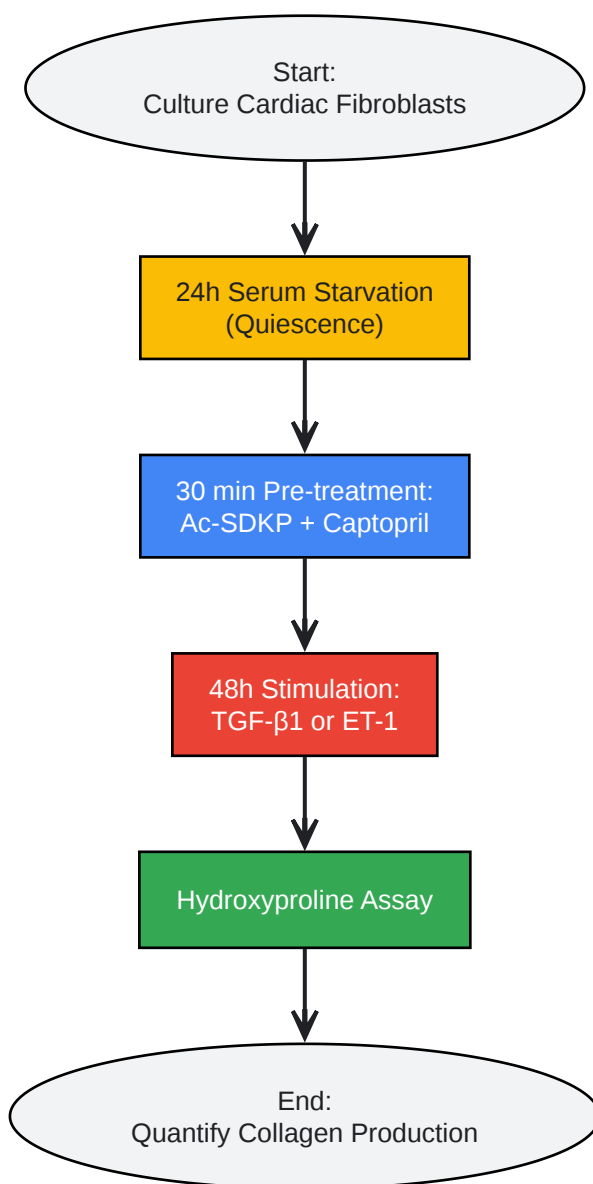 Start:
Culture Cardiac Fibroblasts
24h Serum Starvation
(Quiescence)
30 min Pre-treatment:
Ac-SDKP + Captopril
48h Stimulation:
TGF-β1 or ET-1
Hydroxyproline Assay
End:
Quantify Collagen Production